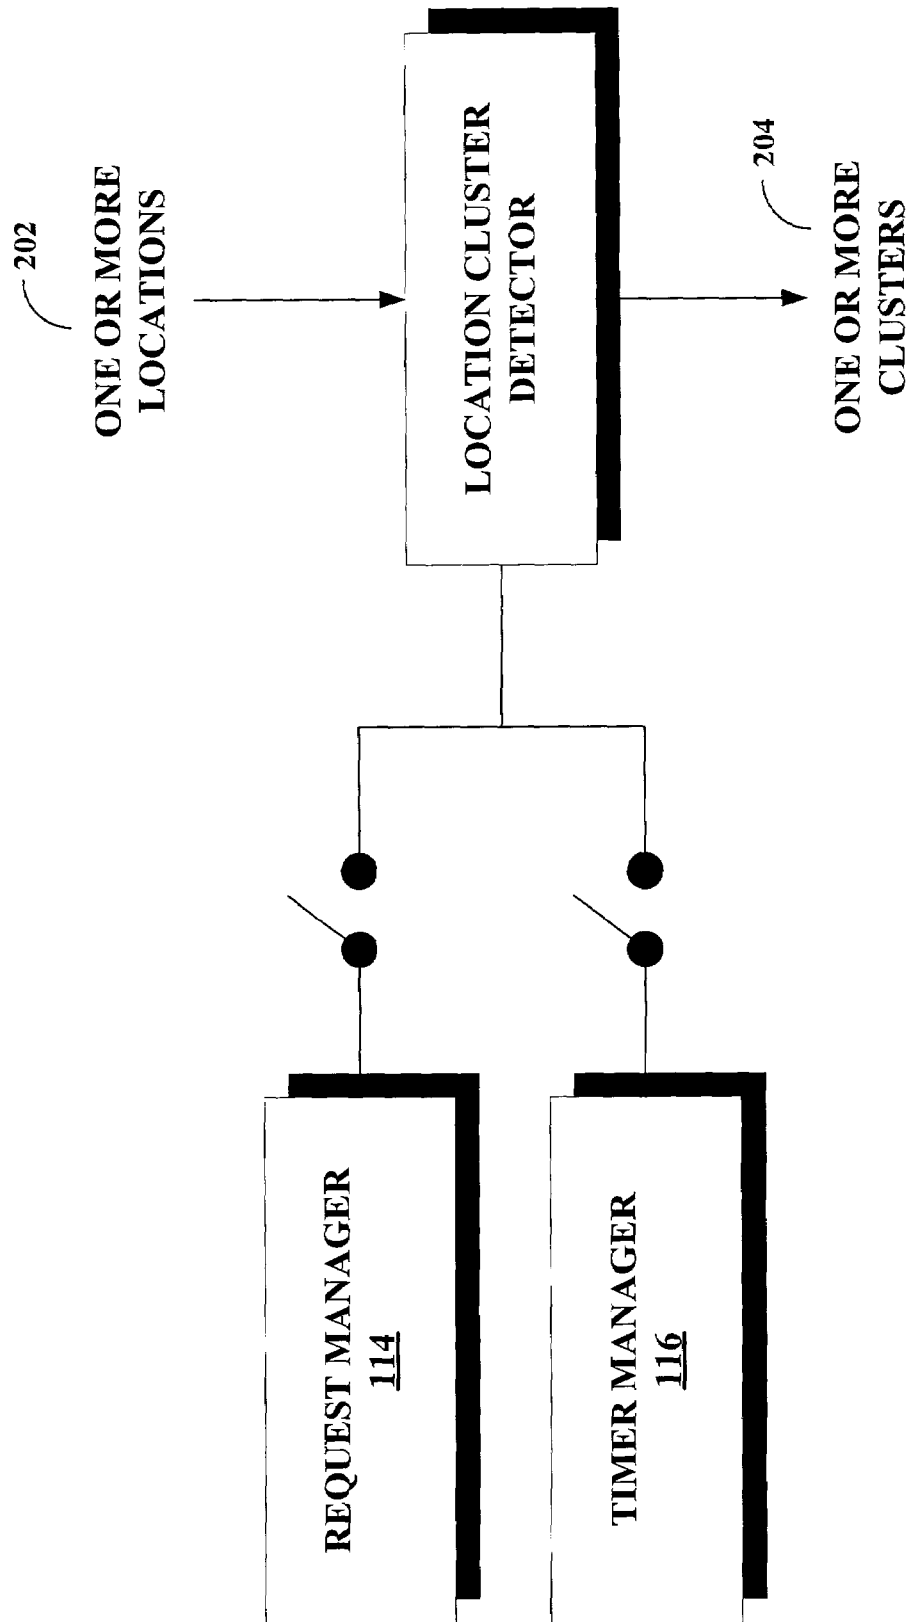 202
ONE OR MORE
LOCATIONS
LOCATION CLUSTER
DETECTOR
204
ONE OR MORE
CLUSTERS
REQUEST MANAGER
114
TIMER MANAGER
116